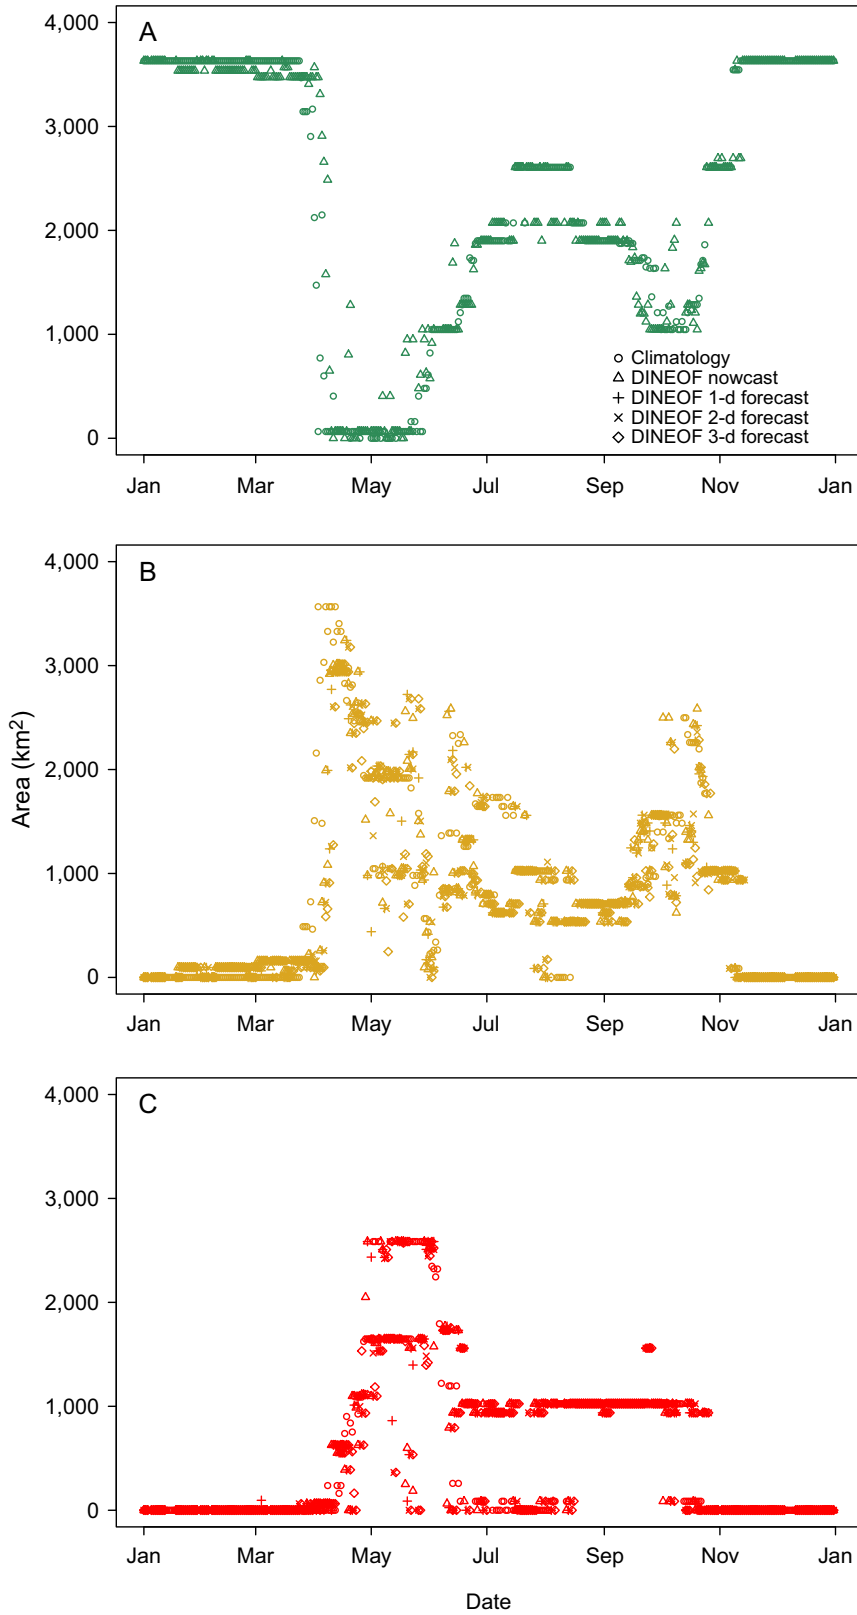 A
4,000
3,000
2,000
1,000
0
Climatology
DINEOF nowcast
DINEOF 1-d forecast
DINEOF 2-d forecast
DINEOF 3-d forecast
Jan Mar May Jul Sep Nov Jan
B
4,000
3,000
2,000
1,000
0
Area (km²)
Jan Mar May Jul Sep Nov Jan
C
4,000
3,000
2,000
1,000
0
Jan Mar May Jul Sep Nov Jan
Date